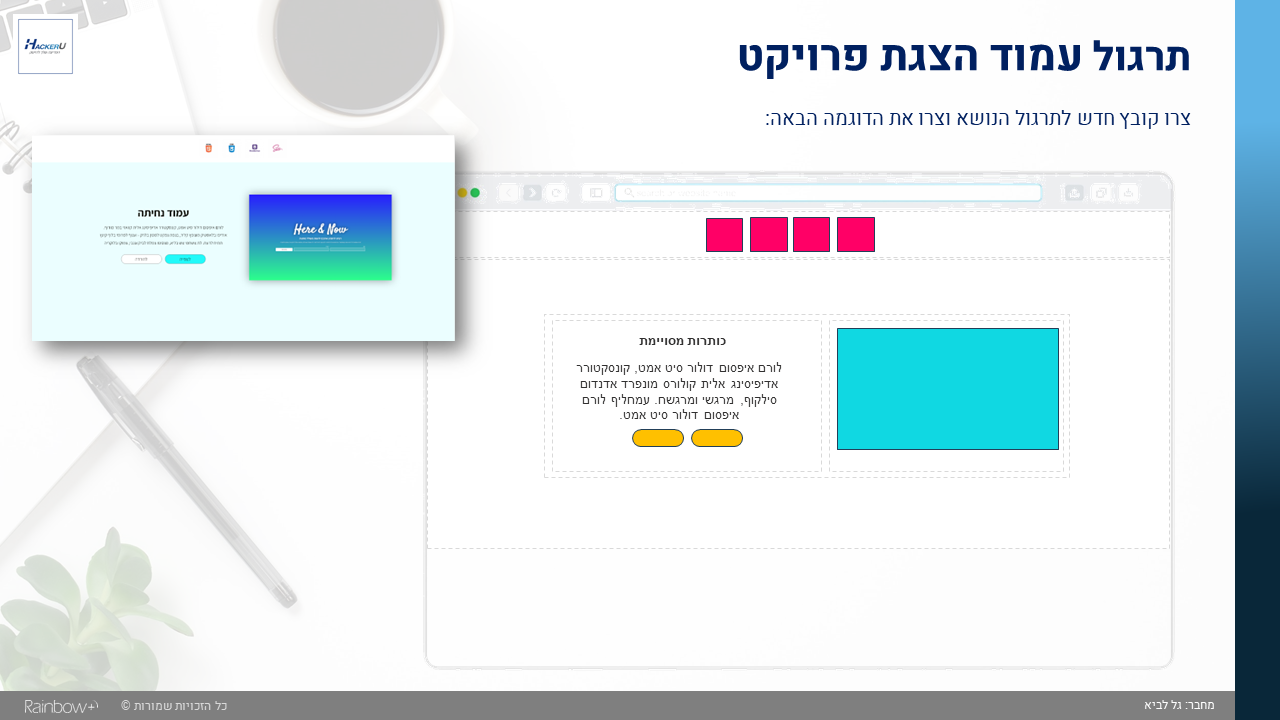 HACKERU
תרגול עמוד הצגת פרויקט
צרו קובץ חדש לתרגול הנושא וצרו את הדוגמה הבאה:
עמוד נחיתה
Here & Now
כותרות מסויימת
לורם איפסום דולור סיט אמט, קונסקטורר
אדיפיסינג אלית קולורס מונפרד אדנדום
סילקוף, מרגשי ומרגשח. עמחליף לורם
איפסום דולור סיט אמט.
Rainbow+
© כל הזכויות שמורות
מחבר: גל לביא